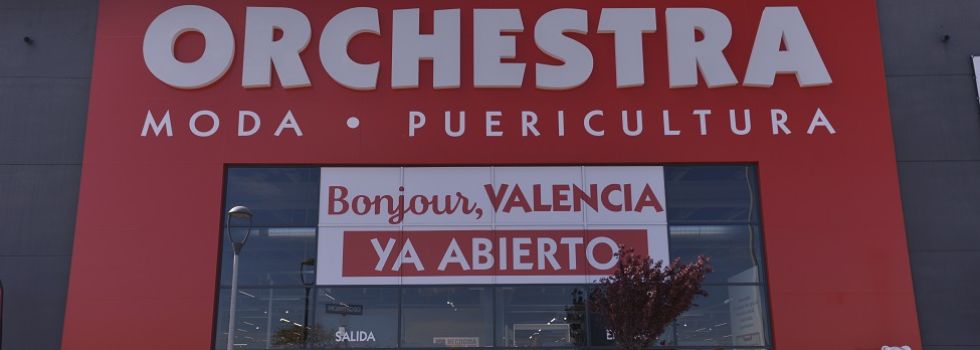 ORCHESTRA
MODA • PUERICULTURA
Bonjour, VALENCIA
YA ABIERTO
SALIDA